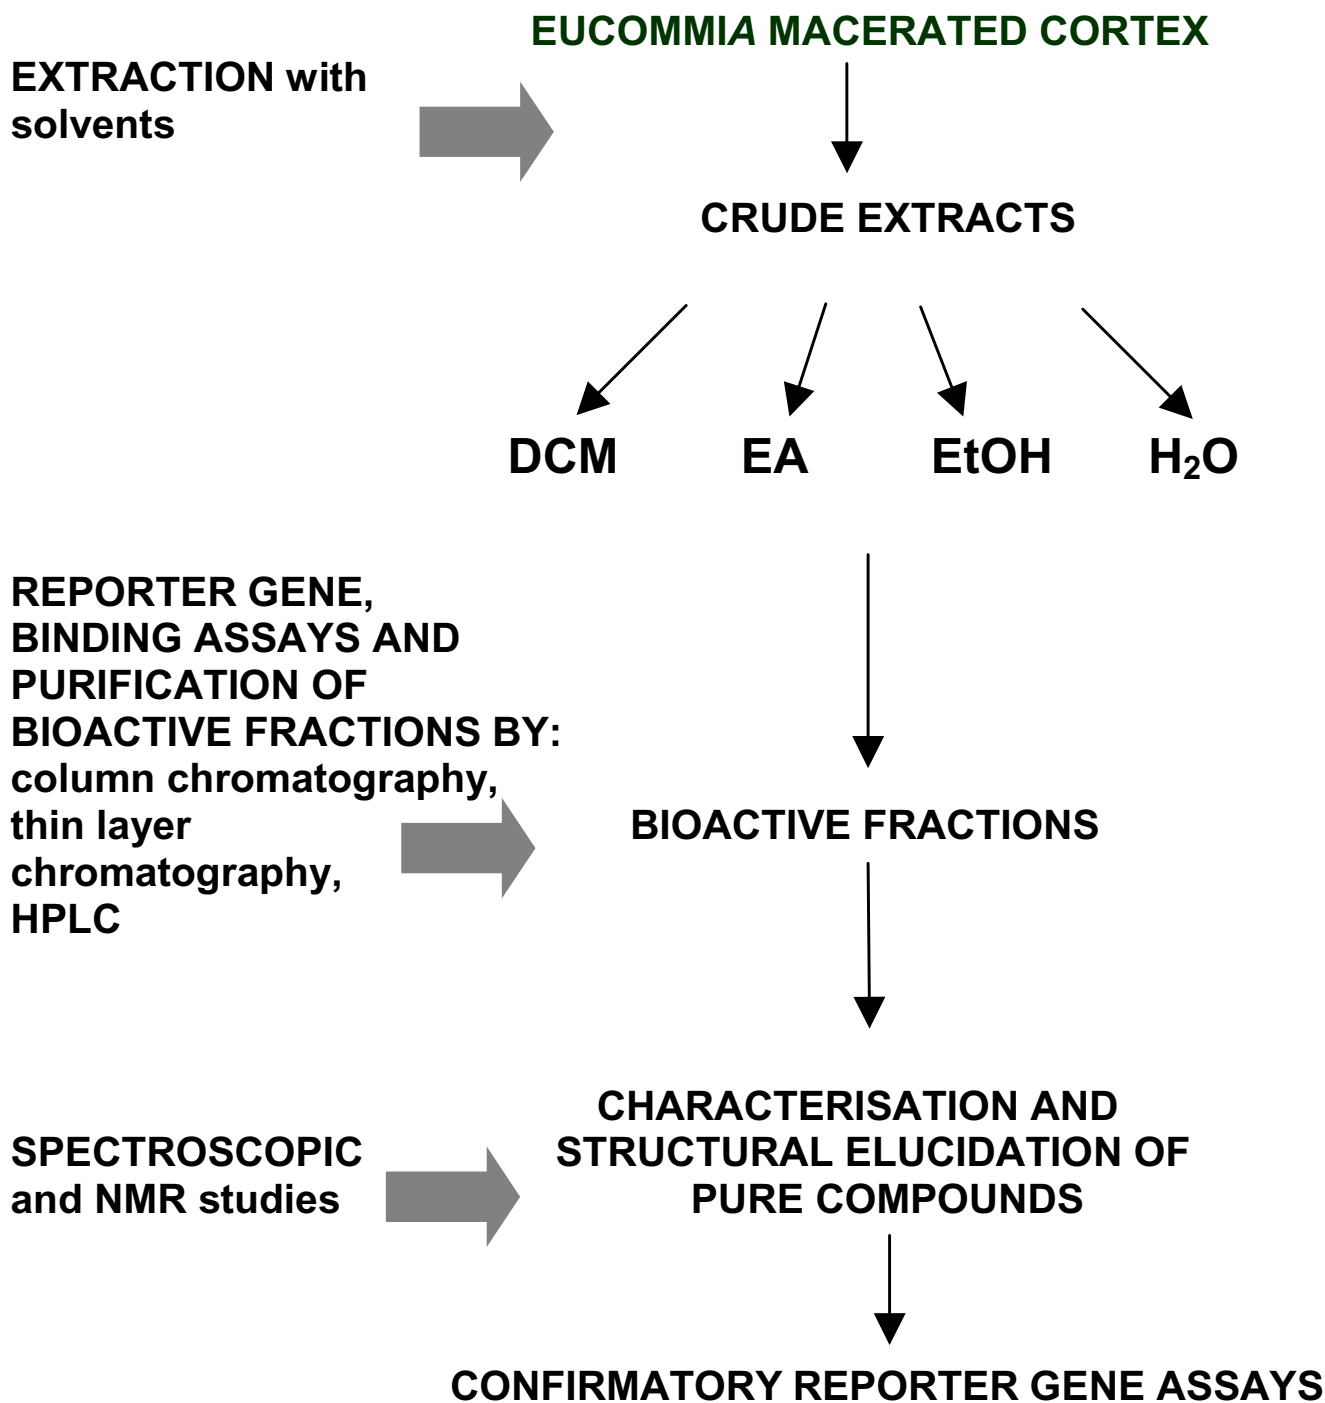 EUCOMMIA MACERATED CORTEX
EXTRACTION with
solvents
CRUDE EXTRACTS
DCM EA EtOH H₂O
REPORTER GENE,
BINDING ASSAYS AND
PURIFICATION OF
BIOACTIVE FRACTIONS BY:
column chromatography,
thin layer
chromatography,
HPLC
BIOACTIVE FRACTIONS
SPECTROSCOPIC
and NMR studies
CHARACTERISATION AND
STRUCTURAL ELUCIDATION OF
PURE COMPOUNDS
CONFIRMATORY REPORTER GENE ASSAYS